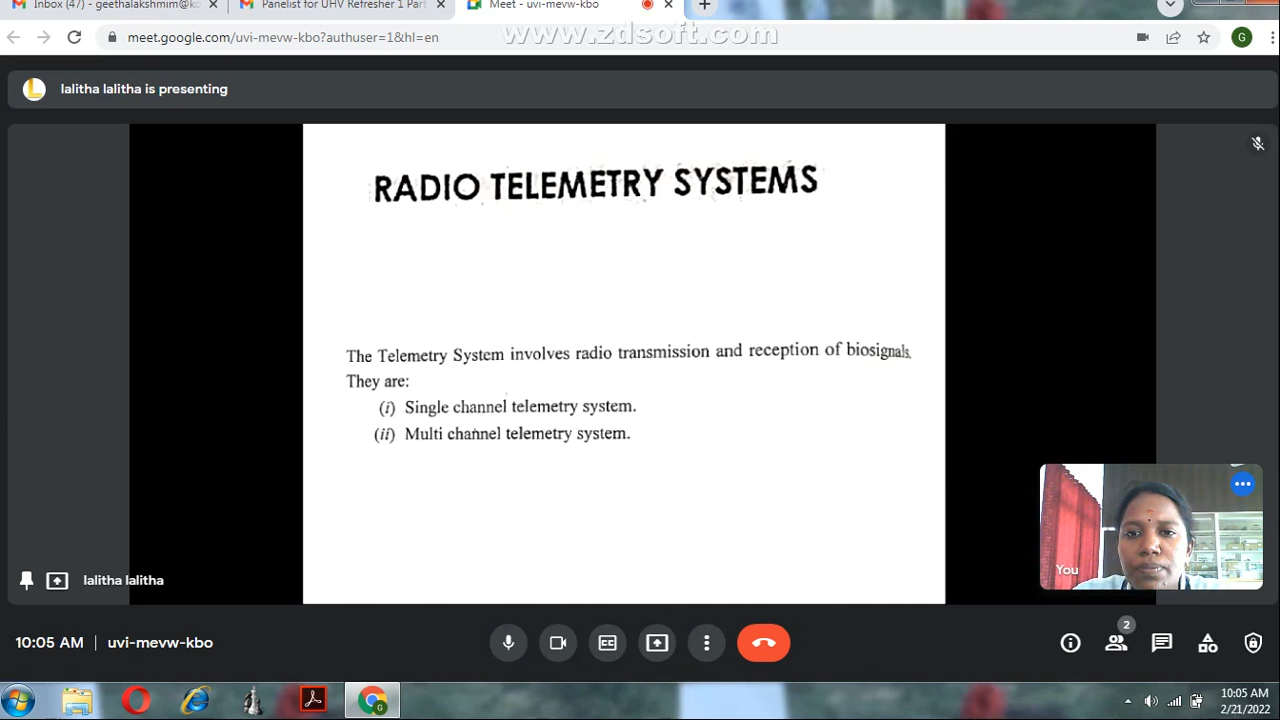 Inbox (47) - geethalakshmim@k
Panelist for UHV Refresher 1 Part
Meet - uvi-mevw-kbo
meet.google.com/uvi-mevw-kbo?authuser=1&hl=en
www.zdsoft.com
G
L
lalitha lalitha is presenting
RADIO TELEMETRY SYSTEMS
The Telemetry System involves radio transmission and reception of biosignals.
They are:
(i) Single channel telemetry system.
(ii) Multi channel telemetry system.
You
lalitha lalitha
10:05 AM | uvi-mevw-kbo
CC
2
10:05 AM
2/21/2022